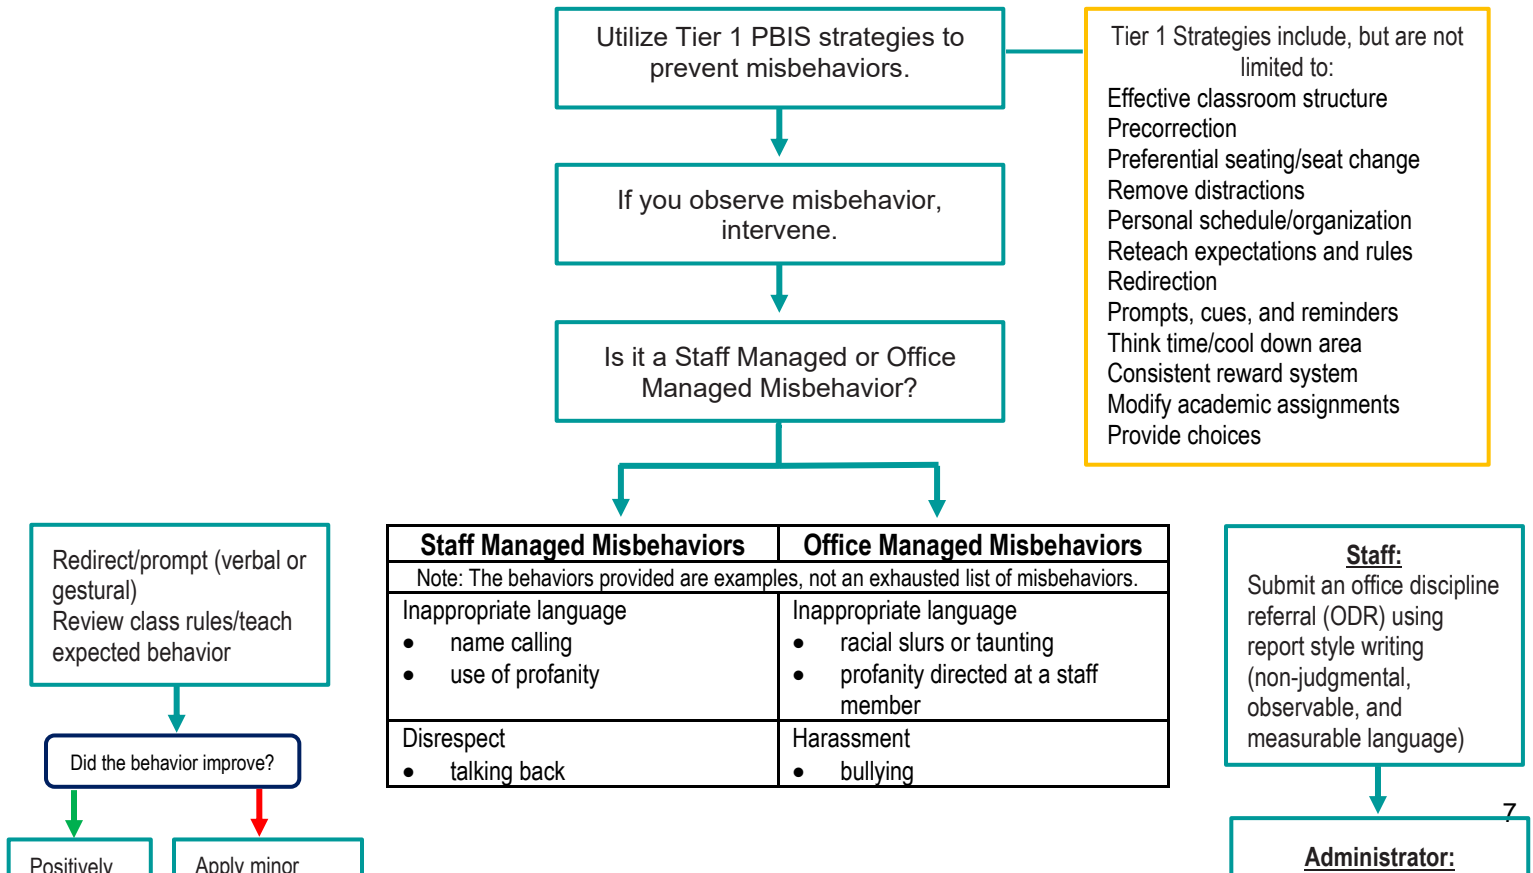 Utilize Tier 1 PBIS strategies to
prevent misbehaviors.
Tier 1 Strategies include, but are not
limited to:
Effective classroom structure
Precorrection
Preferential seating/seat change
Remove distractions
Personal schedule/organization
Reteach expectations and rules
Redirection
Prompts, cues, and reminders
Think time/cool down area
Consistent reward system
Modify academic assignments
Provide choices
If you observe misbehavior,
intervene.
Is it a Staff Managed or Office
Managed Misbehavior?
Redirect/prompt (verbal or
gestural)
Review class rules/teach
expected behavior
Did the behavior improve?
Positively
Apply minor
Staff Managed Misbehaviors
Office Managed Misbehaviors
Note: The behaviors provided are examples, not an exhausted list of misbehaviors.
Inappropriate language
• name calling
• use of profanity
Inappropriate language
• racial slurs or taunting
• profanity directed at a staff
member
Disrespect
• talking back
Harassment
• bullying
Staff:
Submit an office discipline
referral (ODR) using
report style writing
(non-judgmental,
observable, and
measurable language)
7
Administrator: